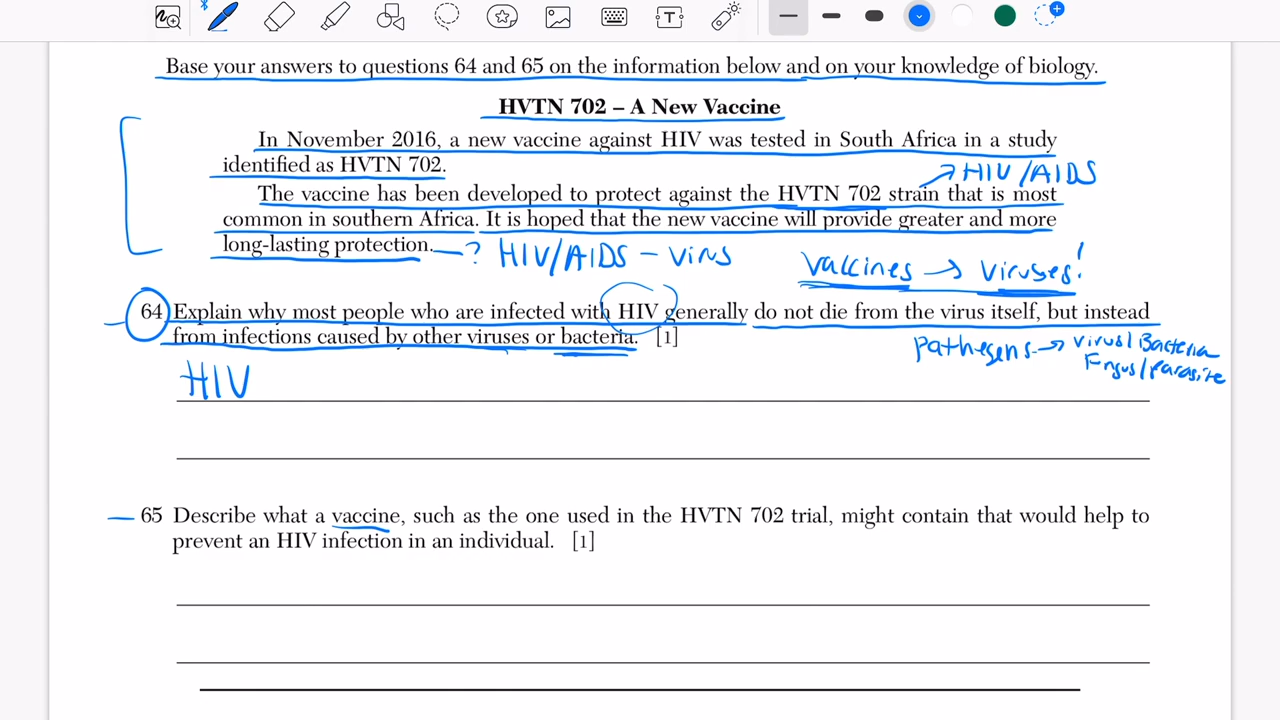 Base your answers to questions 64 and 65 on the information below and on your knowledge of biology.
HVTN 702 – A New Vaccine
In November 2016, a new vaccine against HIV was tested in South Africa in a study
identified as HVTN 702.
HIV/AIDS
The vaccine has been developed to protect against the HVTN 702 strain that is most
common in southern Africa. It is hoped that the new vaccine will provide greater and more
long-lasting protection. —? HIV/AIDS – Virus
Vaccines → Viruses!
64 Explain why most people who are infected with HIV generally do not die from the virus itself, but instead
from infections caused by other viruses or bacteria. [1]
pathegens → Virus/Bacteria
Fngus/parasite
HIV
65 Describe what a vaccine, such as the one used in the HVTN 702 trial, might contain that would help to
prevent an HIV infection in an individual. [1]